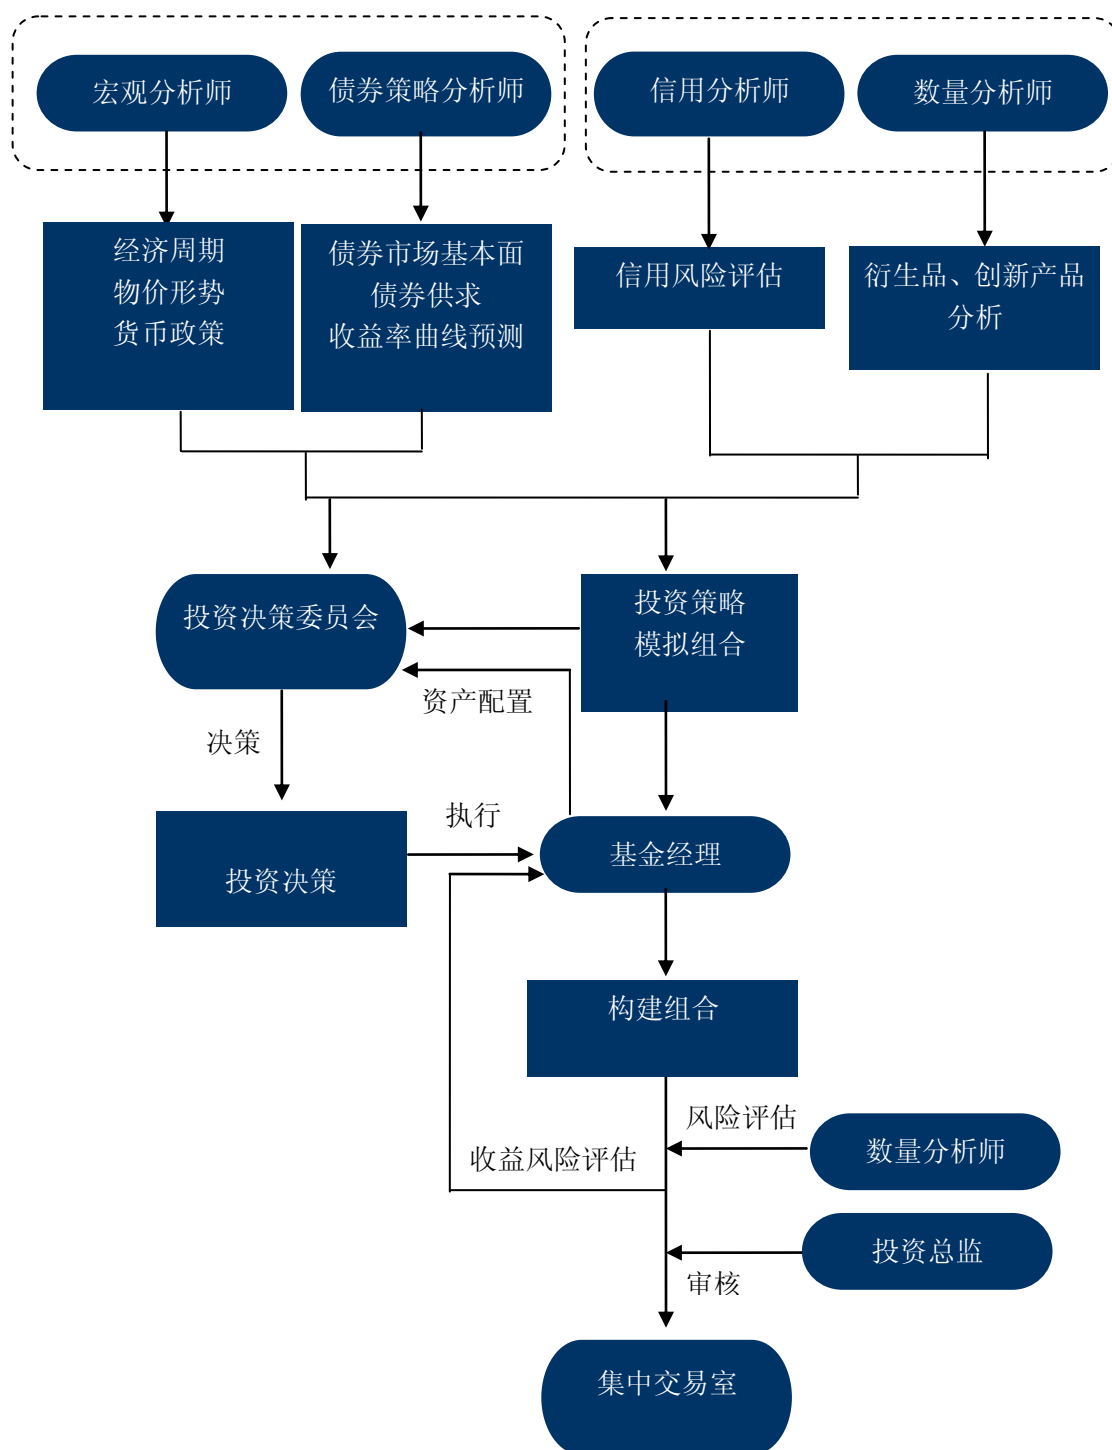 宏观分析师
债券策略分析师
信用分析师
数量分析师
经济周期
物价形势
货币政策
债券市场基本面
债券供求
收益率曲线预测
信用风险评估
衍生品、创新产品
分析
投资决策委员会
投资策略
模拟组合
资产配置
决策
执行
投资决策
基金经理
构建组合
风险评估
数量分析师
收益风险评估
投资总监
审核
集中交易室